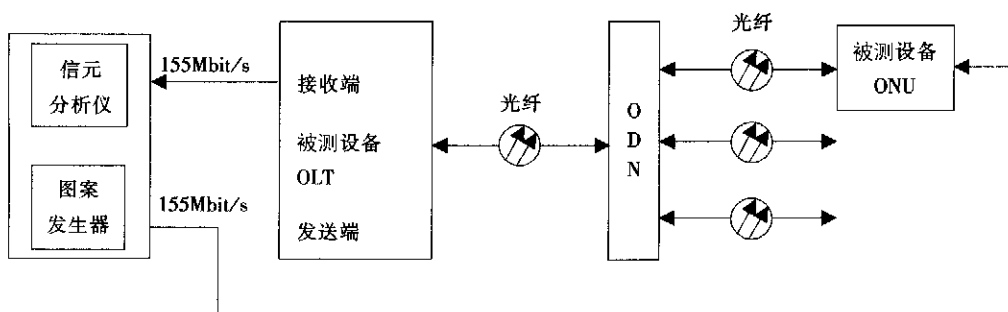 信元
分析仪
图案
发生器
155Mbit/s
155Mbit/s
接收端
被测设备
OLT
发送端
光纤
O
D
N
光纤
被测设备
ONU